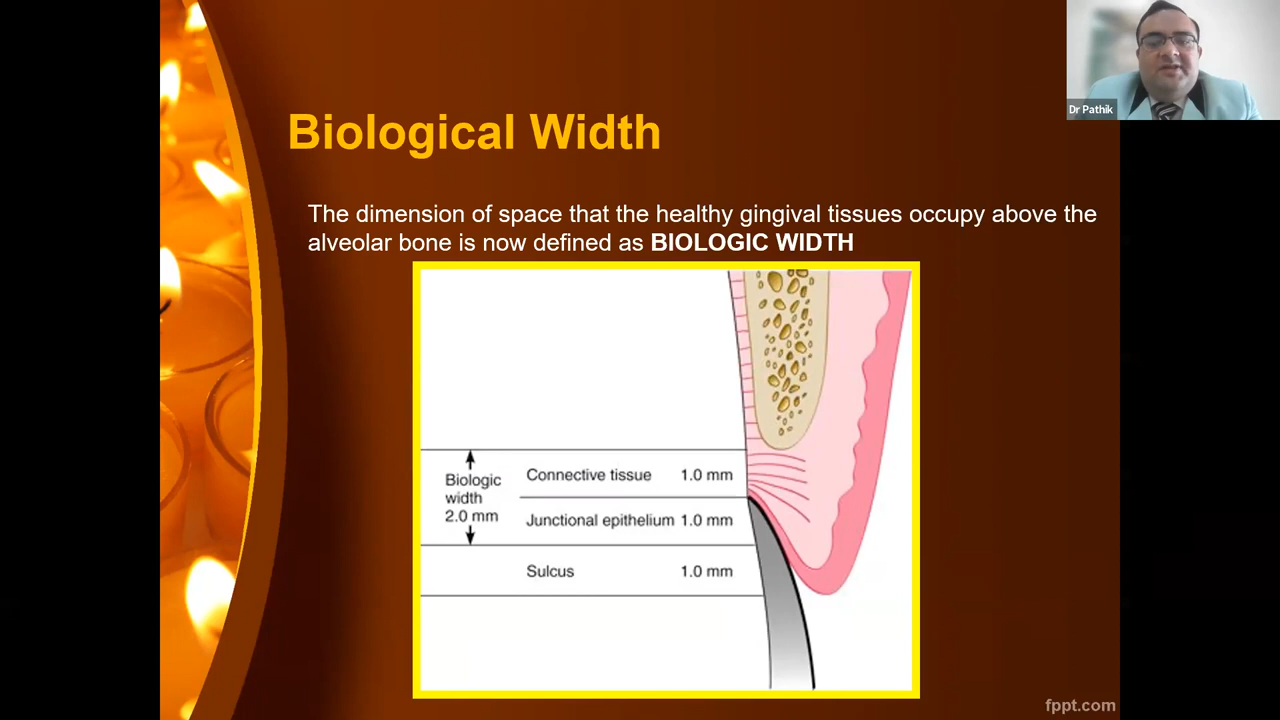 Dr Pathik
Biological Width
The dimension of space that the healthy gingival tissues occupy above the
alveolar bone is now defined as BIOLOGIC WIDTH
Biologic
width
2.0 mm
Connective tissue 1.0 mm
Junctional epithelium 1.0 mm
Sulcus 1.0 mm
fppt.com